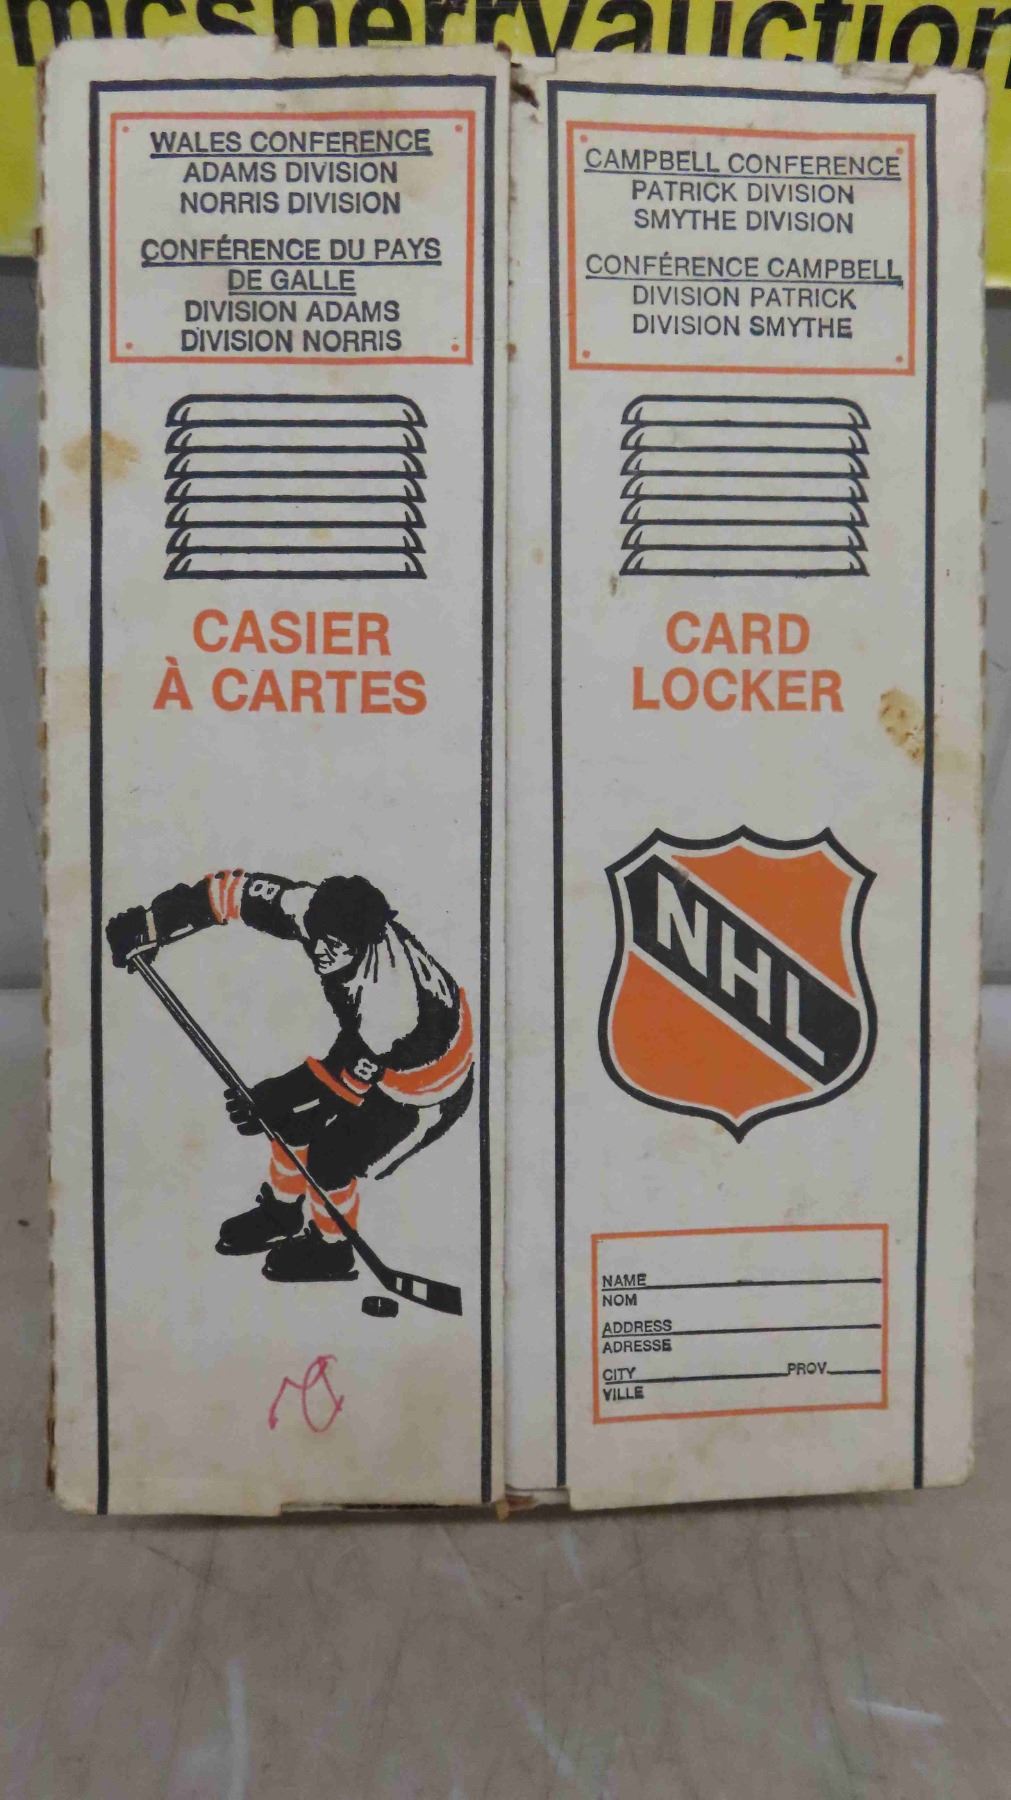 mcsherryauction
WALES CONFERENCE
ADAMS DIVISION
NORRIS DIVISION
CONFÉRENCE DU PAYS
DE GALLE
DIVISION ADAMS
DIVISION NORRIS
CASIER
À CARTES
8
8
CAMPBELL CONFERENCE
PATRICK DIVISION
SMYTHE DIVISION
CONFÉRENCE CAMPBELL
DIVISION PATRICK
DIVISION SMYTHE
CARD
LOCKER
NHL
NAME
NOM
ADDRESS
ADRESSE
CITY PROV
VILLE